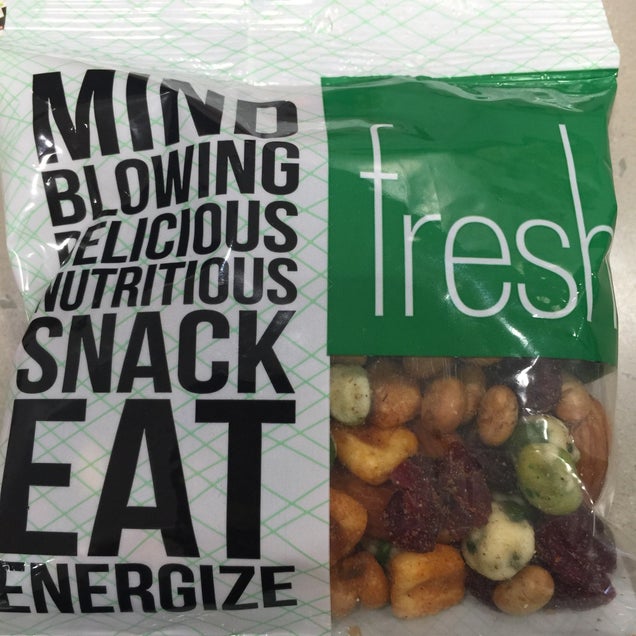 MIND
BLOWING
DELICIOUS
NUTRITIOUS
SNACK
EAT
ENERGIZE
fresh